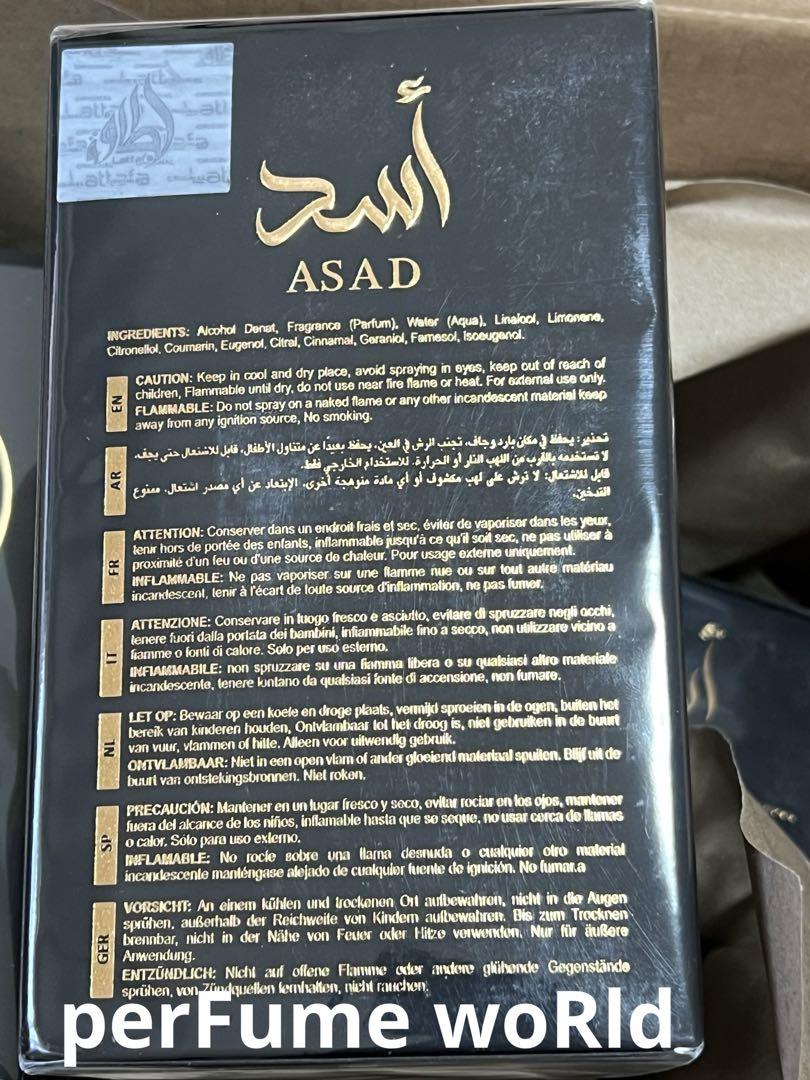 Lattafa
أسد
ASAD
INGREDIENTS: Alcohol Denat, Fragrance (Parfum), Water (Aqua), Linalool, Limonene,
Citronellol, Coumarin, Eugenol, Citral, Cinnamal, Geraniol, Farnesol, Isoeugenol.
EN
CAUTION: Keep in cool and dry place, avoid spraying in eyes, keep out of reach of
children, Flammable until dry, do not use near fire flame or heat. For external use only.
FLAMMABLE: Do not spray on a naked flame or any other incandescent material keep
away from any ignition source, No smoking.
AR
تحذير: يحفظ في مكان بارد وجاف، تجنب الرش في العين، يحفظ بعيداً عن متناول الأطفال، قابل للاشتعال حتى يجف،
لا تستخدمه بالقرب من اللهب النار أو الحرارة. للاستخدام الخارجي فقط.
قابل للاشتعال: لا ترش على لهب مكشوف أو أي مادة متوهجة أخرى، الإبتعاد عن أي مصدر اشتعال، ممنوع
التدخين.
FR
ATTENTION: Conserver dans un endroit frais et sec, éviter de vaporiser dans les yeux,
tenir hors de portée des enfants, inflammable jusqu'à ce qu'il soit sec, ne pas utiliser à
proximité d'un feu ou d'une source de chaleur. Pour usage externe uniquement.
INFLAMMABLE: Ne pas vaporiser sur une flamme nue ou sur tout autre matériau
incandescent, tenir à l'écart de toute source d'inflammation, ne pas fumer.
IT
ATTENZIONE: Conservare in luogo fresco e asciutto, evitare di spruzzare negli occhi,
tenere fuori dalla portata dei bambini, infiammabile fino a secco, non utilizzare vicino a
fiamme o fonti di calore. Solo per uso esterno.
INFIAMMABILE: non spruzzare su una fiamma libera o su qualsiasi altro materiale
incandescente, tenere lontano da qualsiasi fonte di accensione, non fumare.
NL
LET OP: Bewaar op een koele en droge plaats, vermijd sproeien in de ogen, buiten het
bereik van kinderen houden, Ontvlambaar tot het droog is, niet gebruiken in de buurt
van vuur, vlammen of hitte. Alleen voor uitwendig gebruik.
ONTVLAMBAAR: Niet in een open vlam of ander gloeiend materiaal spuiten. Blijf uit de
buurt van ontstekingsbronnen. Niet roken.
SP
PRECAUCIÓN: Mantener en un lugar fresco y seco, evitar rociar en los ojos, mantener
fuera del alcance de los niños, inflamable hasta que se seque, no usar cerca de llamas
o calor. Sólo para uso externo.
INFLAMABLE: No rocíe sobre una llama desnuda o cualquier otro material
incandescente manténgase alejado de cualquier fuente de ignición. No fumar.a
GER
VORSICHT: An einem kühlen und trockenen Ort aufbewahren, nicht in die Augen
sprühen, außerhalb der Reichweite von Kindern aufbewahren. Bis zum Trocknen
brennbar, nicht in der Nähe von Feuer oder Hitze verwenden. Nur für äußere
Anwendung.
ENTZÜNDLICH: Nicht auf offene Flamme oder andere glühende Gegenstände
sprühen, von Zündquellen fernhalten, nicht rauchen.
perFume woRld